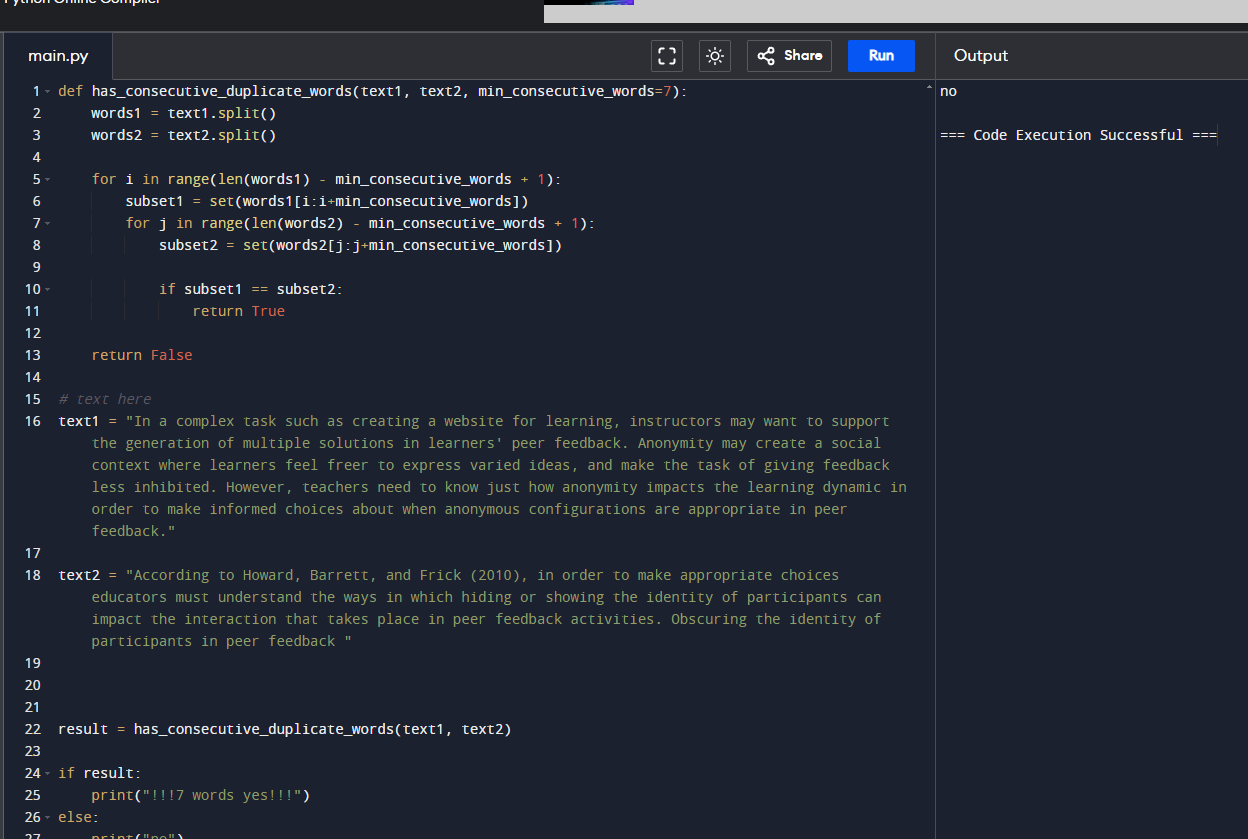 Python Online Compiler
main.py
Share
Run
Output
1 def has_consecutive_duplicate_words(text1, text2, min_consecutive_words=7):
2 words1 = text1.split()
3 words2 = text2.split()
4
5 for i in range(len(words1) - min_consecutive_words + 1):
6 subset1 = set(words1[i:i+min_consecutive_words])
7 for j in range(len(words2) - min_consecutive_words + 1):
8 subset2 = set(words2[j:j+min_consecutive_words])
9
10 if subset1 == subset2:
11 return True
12
13 return False
14
15 # text here
16 text1 = "In a complex task such as creating a website for learning, instructors may want to support
the generation of multiple solutions in learners' peer feedback. Anonymity may create a social
context where learners feel freer to express varied ideas, and make the task of giving feedback
less inhibited. However, teachers need to know just how anonymity impacts the learning dynamic in
order to make informed choices about when anonymous configurations are appropriate in peer
feedback."
17
18 text2 = "According to Howard, Barrett, and Frick (2010), in order to make appropriate choices
educators must understand the ways in which hiding or showing the identity of participants can
impact the interaction that takes place in peer feedback activities. Obscuring the identity of
participants in peer feedback "
19
20
21
22 result = has_consecutive_duplicate_words(text1, text2)
23
24 if result:
25 print("!!!7 words yes!!!")
26 else:
27 print("no")
no
=== Code Execution Successful ===